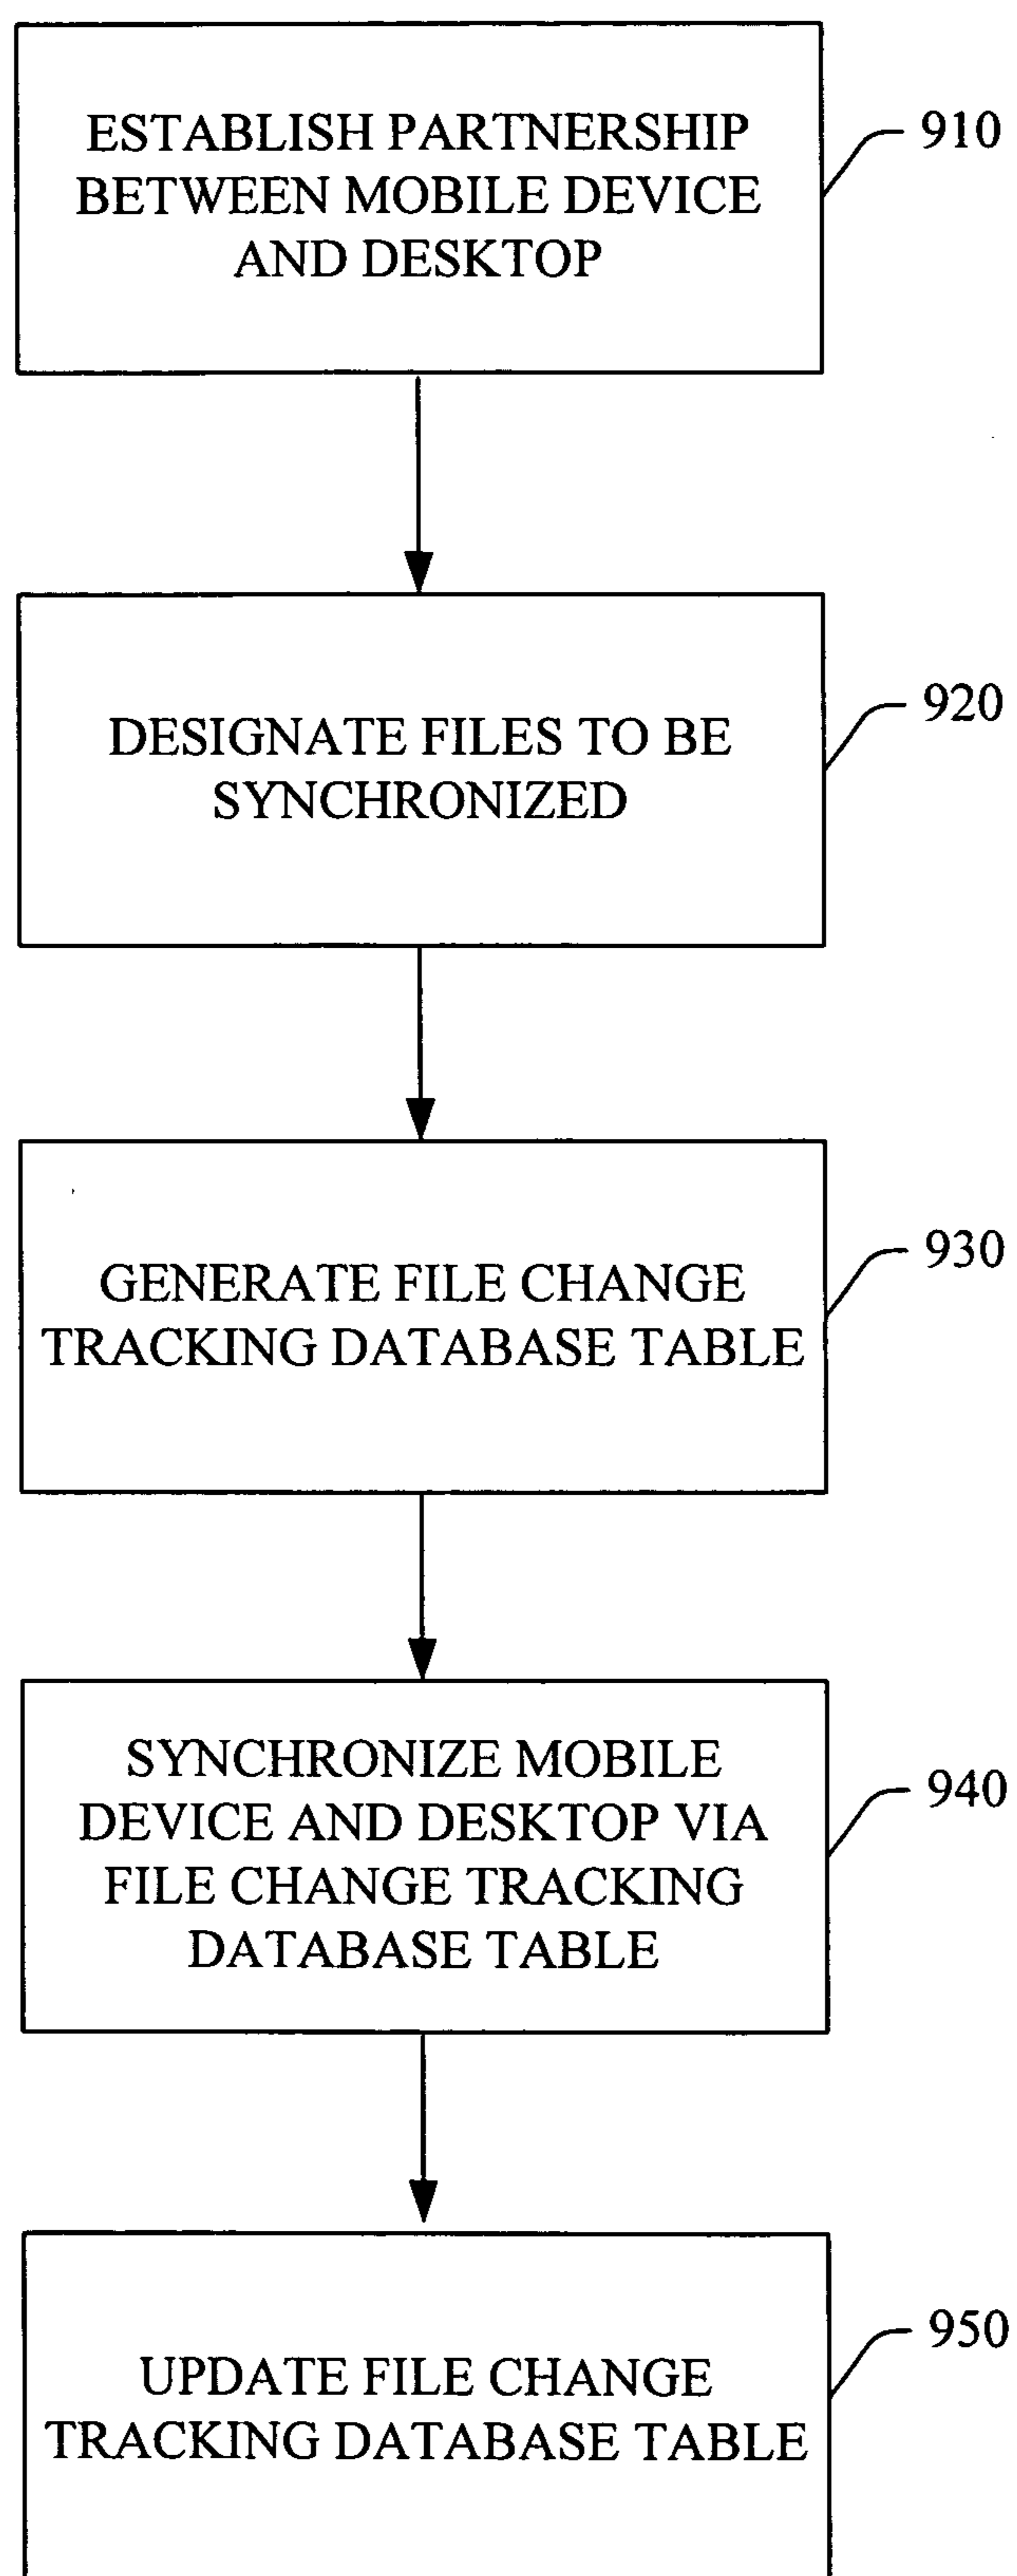 ESTABLISH PARTNERSHIP
BETWEEN MOBILE DEVICE
AND DESKTOP
910
DESIGNATE FILES TO BE
SYNCHRONIZED
920
GENERATE FILE CHANGE
TRACKING DATABASE TABLE
930
SYNCHRONIZE MOBILE
DEVICE AND DESKTOP VIA
FILE CHANGE TRACKING
DATABASE TABLE
940
UPDATE FILE CHANGE
TRACKING DATABASE TABLE
950